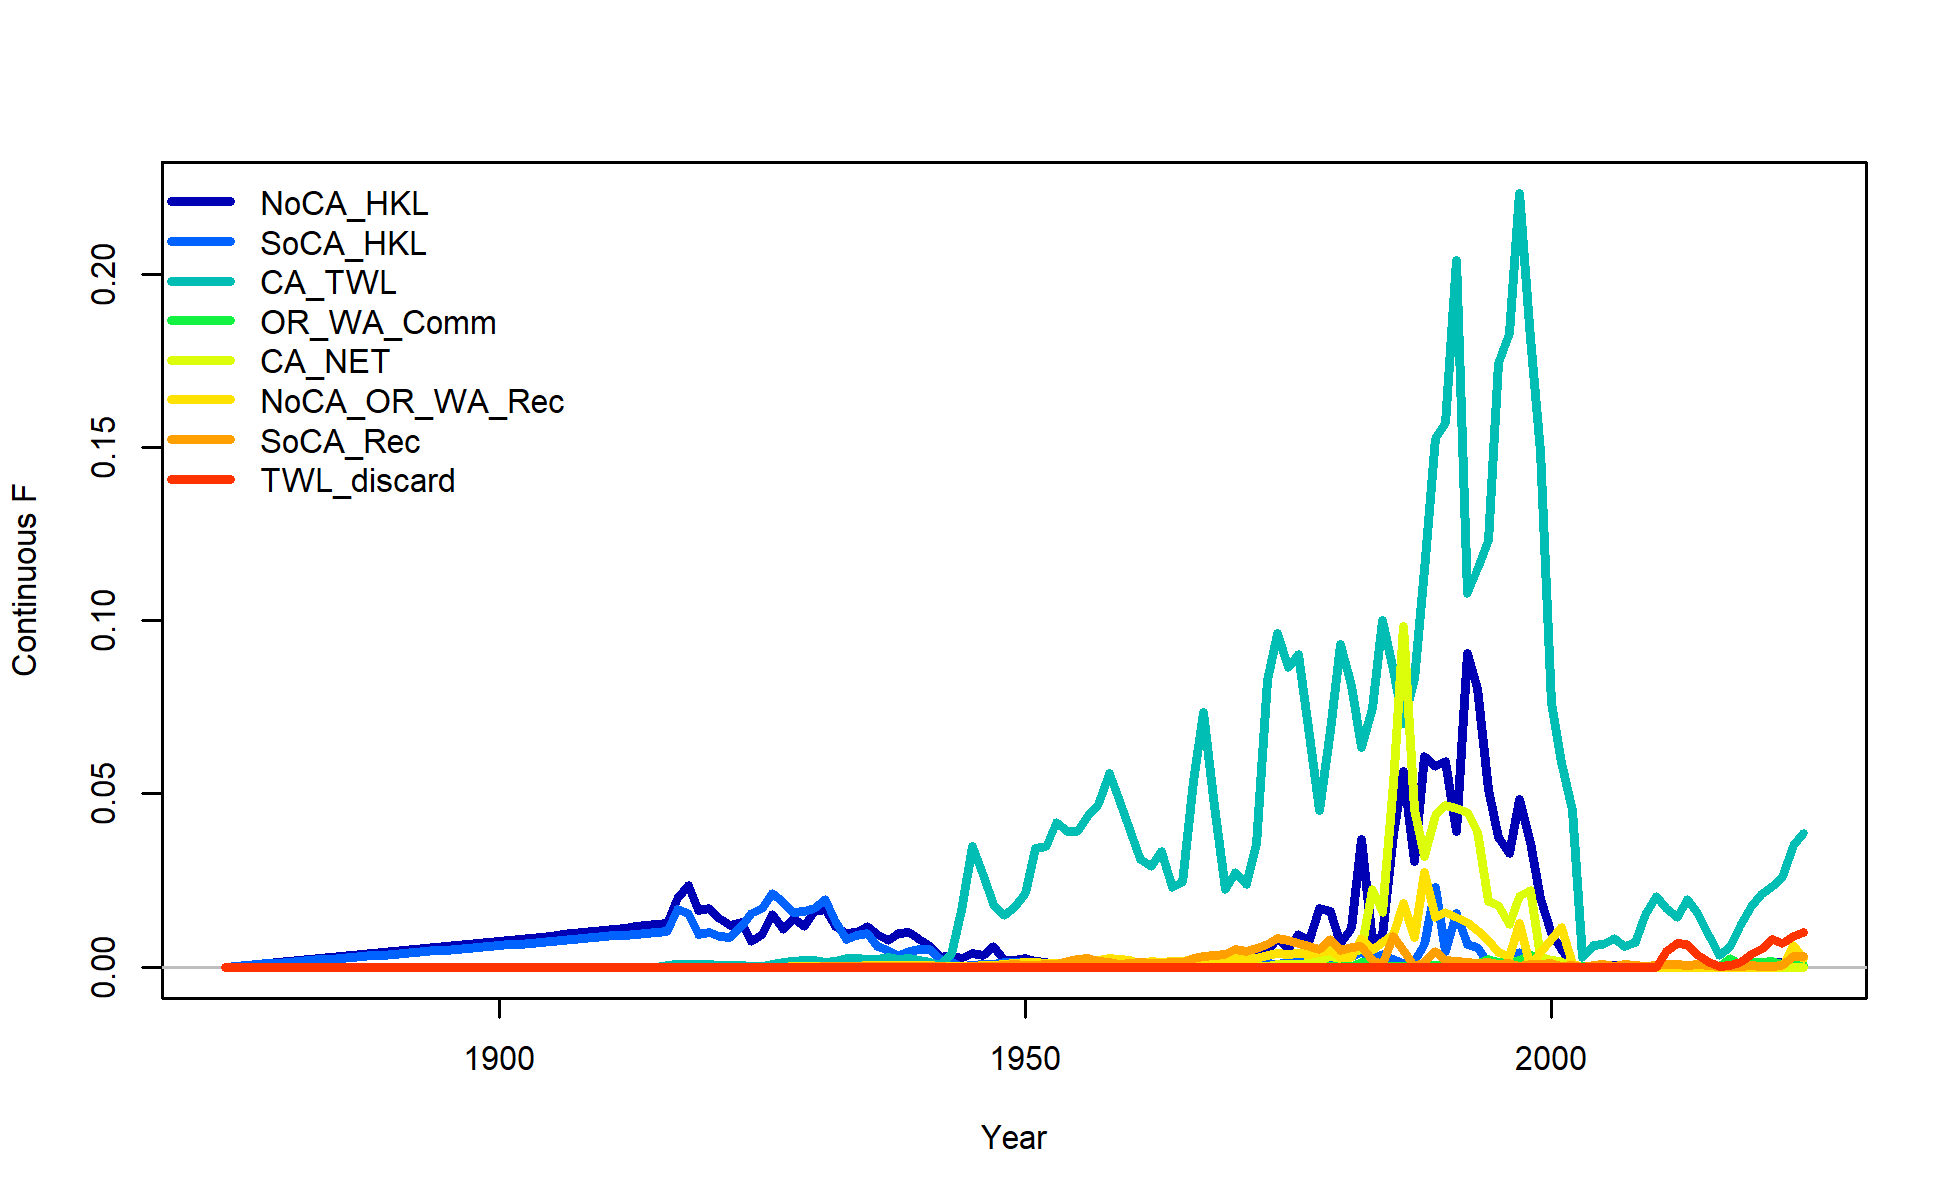 NoCA_HKL
SoCA_HKL
CA_TWL
OR_WA_Comm
CA_NET
NoCA_OR_WA_Rec
SoCA_Rec
TWL_discard
Continuous F
0.20
0.15
0.10
0.05
0.00
1900
1950
2000
Year